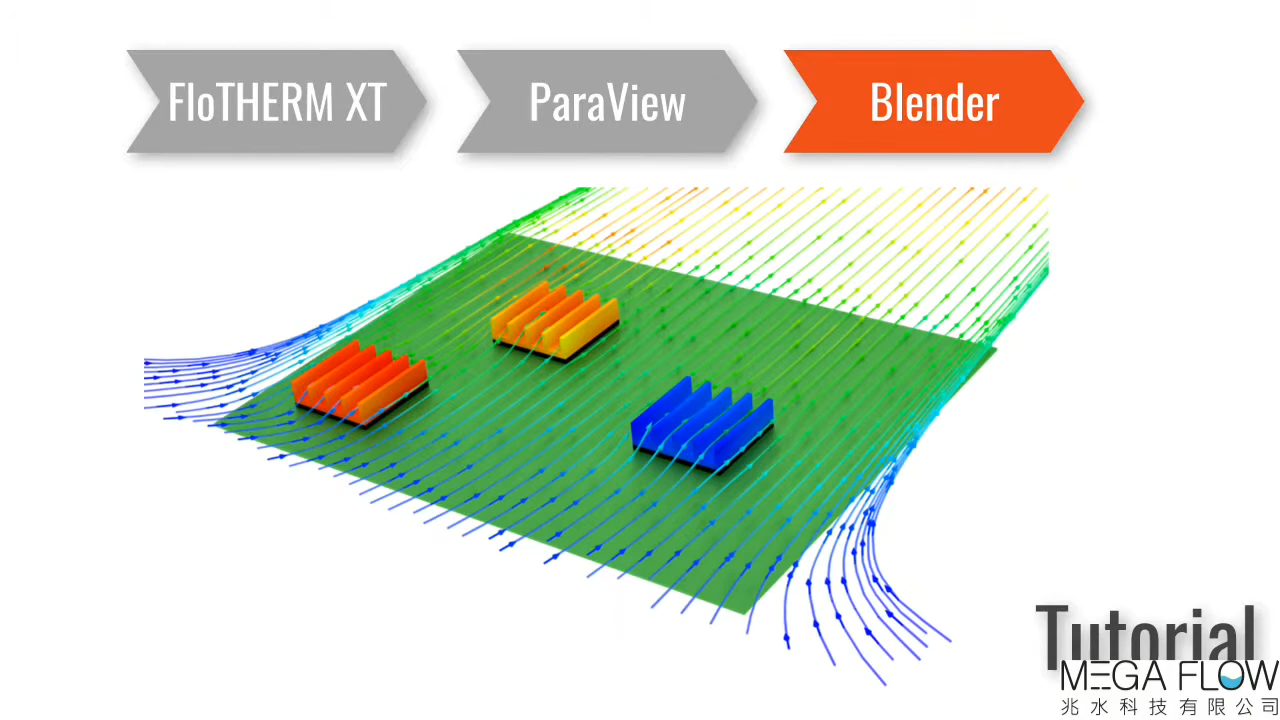 FloTHERM XT
ParaView
Blender
Tutorial
MEGA FLOW
兆水科技有限公司